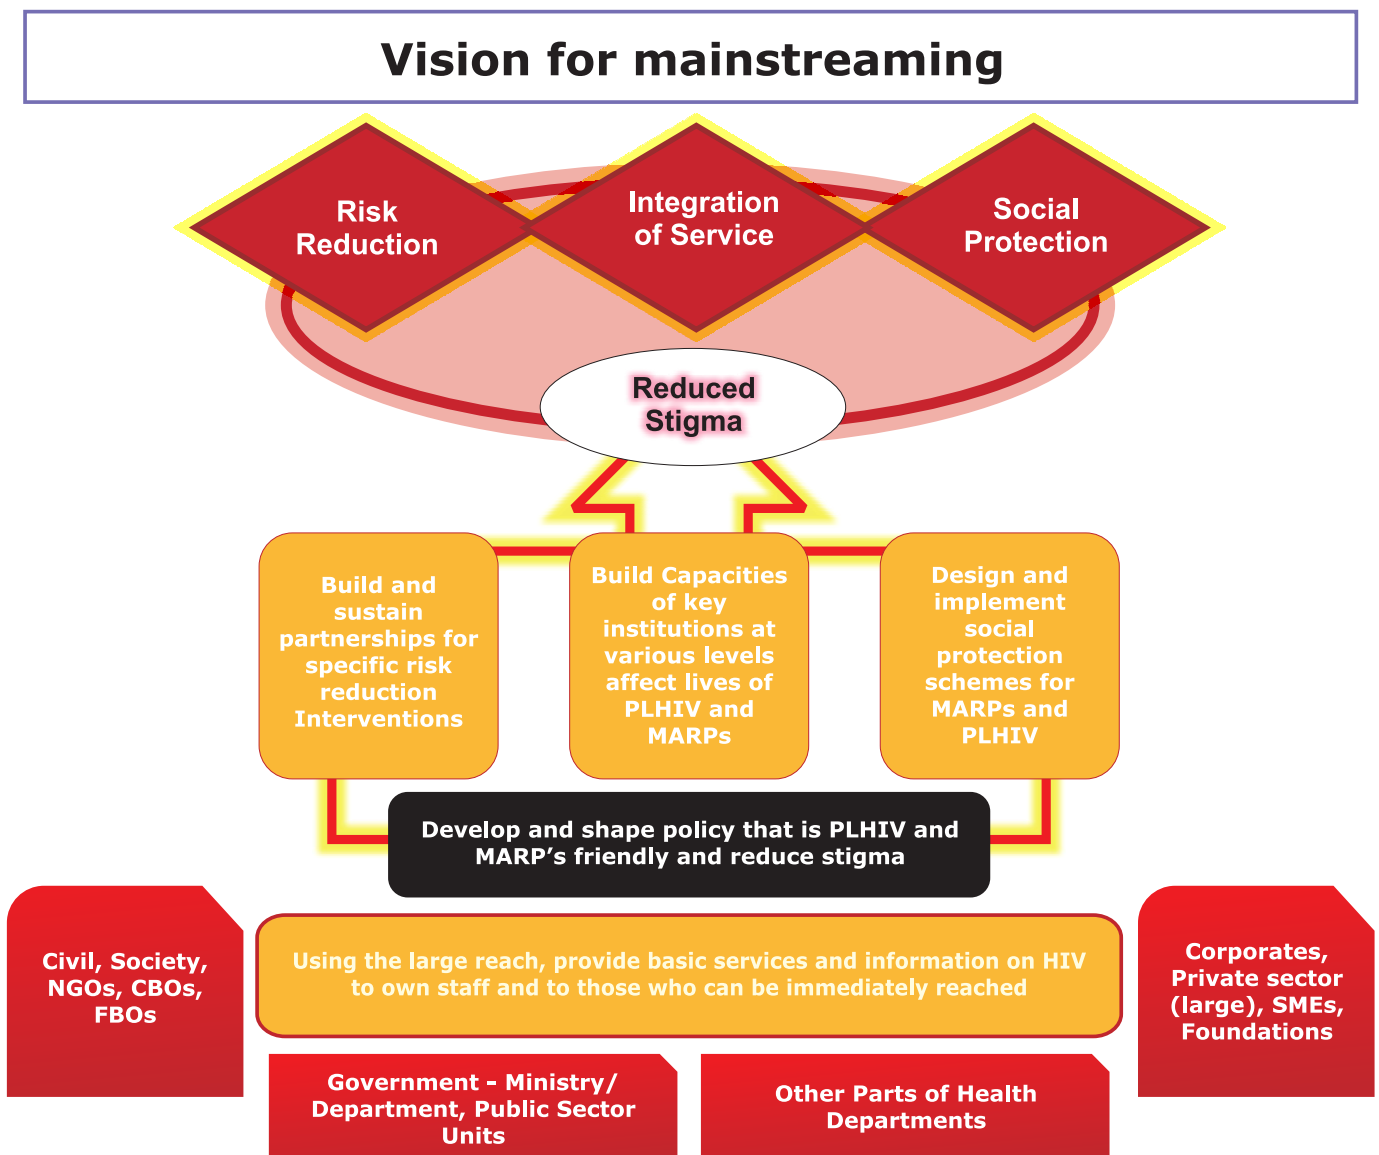 Vision for mainstreaming
Risk
Reduction
Integration
of Service
Social
Protection
Reduced
Stigma
Build and
sustain
partnerships for
specific risk
reduction
Interventions
Build Capacities
of key
institutions at
various levels
affect lives of
PLHIV and
MARPs
Design and
implement
social
protection
schemes for
MARPs and
PLHIV
Develop and shape policy that is PLHIV and
MARP’s friendly and reduce stigma
Civil, Society,
NGOs, CBOs,
FBOs
Using the large reach, provide basic services and information on HIV
to own staff and to those who can be immediately reached
Corporates,
Private sector
(large), SMEs,
Foundations
Government – Ministry/
Department, Public Sector
Units
Other Parts of Health
Departments